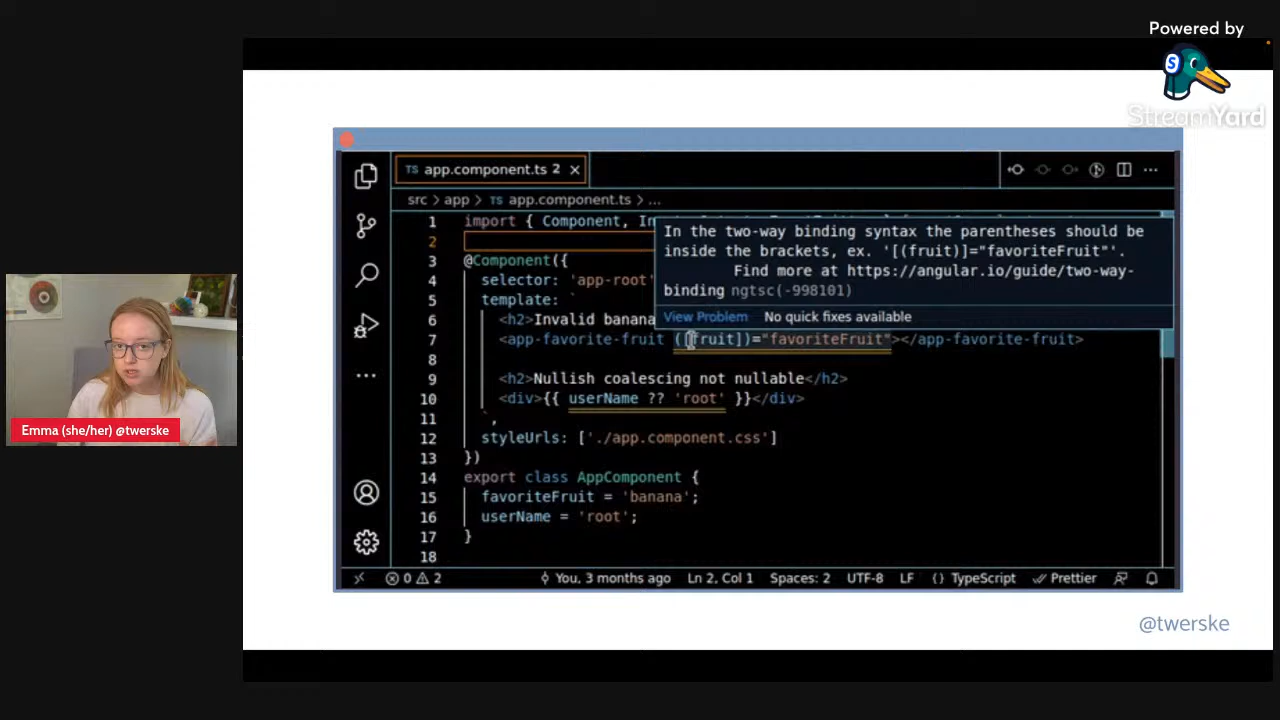 Powered by
StreamYard
TS app.component.ts 2
src > app > TS app.component.ts > ...
1 import { Component,
2
3 @Component({
4 selector: 'app-root'
5 template: `
6 <h2>Invalid banana
7 <app-favorite-fruit ([fruit])="favoriteFruit"></app-favorite-fruit>
8
9 <h2>Nullish coalescing not nullable</h2>
10 <div>{{ userName ?? 'root' }}</div>
11 `,
12 styleUrls: ['./app.component.css']
13 })
14 export class AppComponent {
15 favoriteFruit = 'banana';
16 userName = 'root';
17 }
18
In the two-way binding syntax the parentheses should be
inside the brackets, ex. '[(fruit)]="favoriteFruit"'.
Find more at https://angular.io/guide/two-way-
binding ngtsc(-998101)
View Problem No quick fixes available
0 2 You, 3 months ago Ln 2, Col 1 Spaces: 2 UTF-8 LF {} TypeScript Prettier
Emma (she/her) @twerske
@twerske